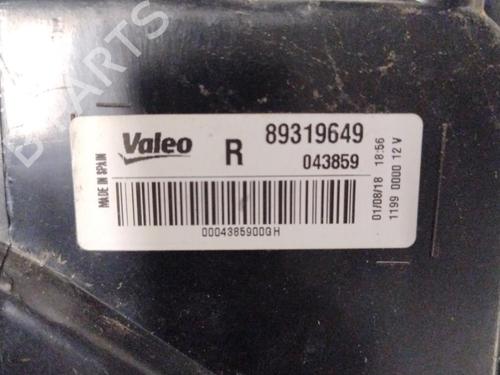 B-PARTS
Valeo
R
89319649
043859
MADE IN SPAIN
0004385900GH
01/08/18 18:56
1199 0000 12 V